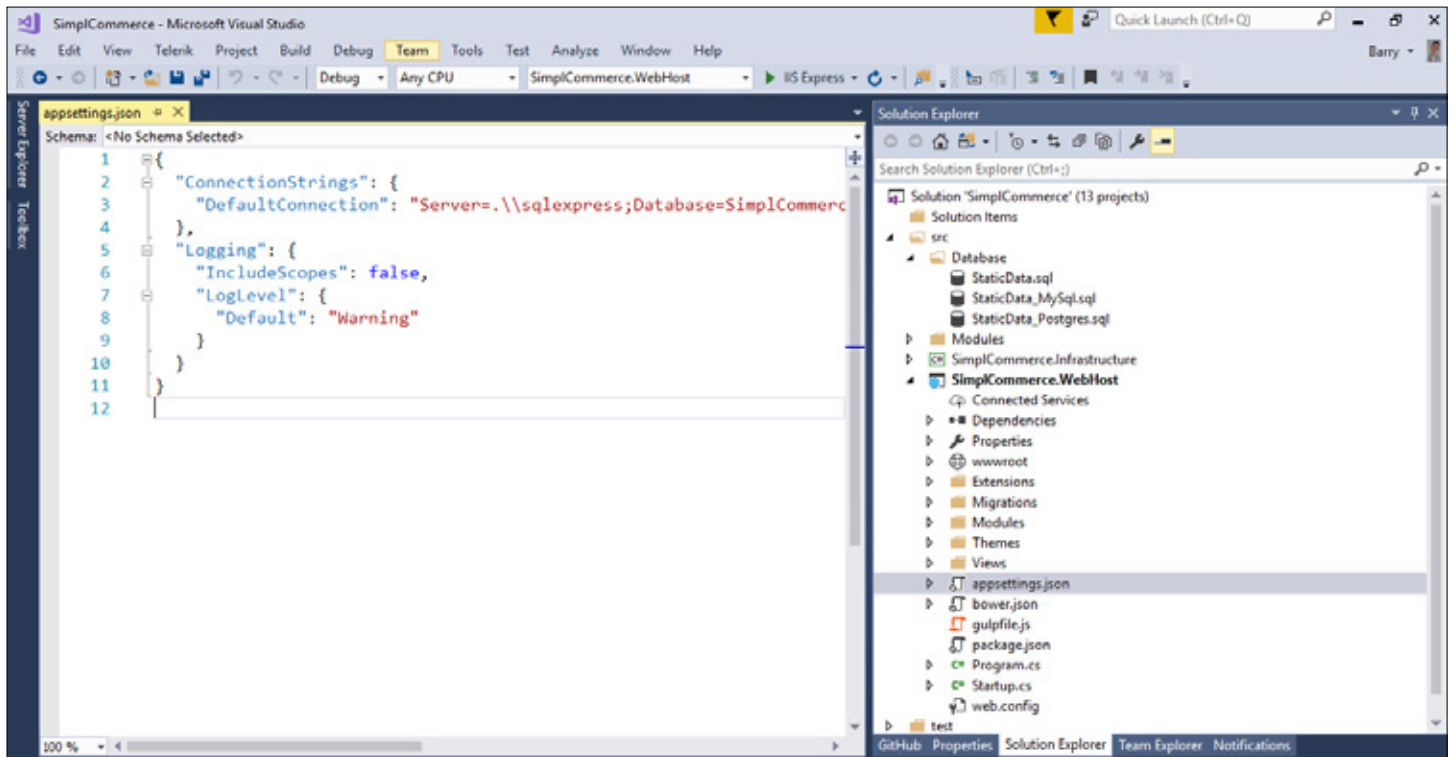 SimplCommerce - Microsoft Visual Studio
Quick Launch (Ctrl+Q)
File Edit View Telerik Project Build Debug Team Tools Test Analyze Window Help
Barry
Debug Any CPU SimplCommerce.WebHost IIS Express
Server Explorer
Toolbox
appsettings.json
Schema: <No Schema Selected>
1 {
2 "ConnectionStrings": {
3 "DefaultConnection": "Server=.\\sqlexpress;Database=SimplCommerc
4 },
5 "Logging": {
6 "IncludeScopes": false,
7 "LogLevel": {
8 "Default": "Warning"
9 }
10 }
11 }
12
100 %
Solution Explorer
Search Solution Explorer (Ctrl+;)
Solution 'SimplCommerce' (13 projects)
Solution Items
src
Database
StaticData.sql
StaticData_MySql.sql
StaticData_Postgres.sql
Modules
C# SimplCommerce.Infrastructure
SimplCommerce.WebHost
Connected Services
Dependencies
Properties
wwwroot
Extensions
Migrations
Modules
Themes
Views
appsettings.json
bower.json
gulpfile.js
package.json
C# Program.cs
C# Startup.cs
web.config
test
GitHub Properties Solution Explorer Team Explorer Notifications